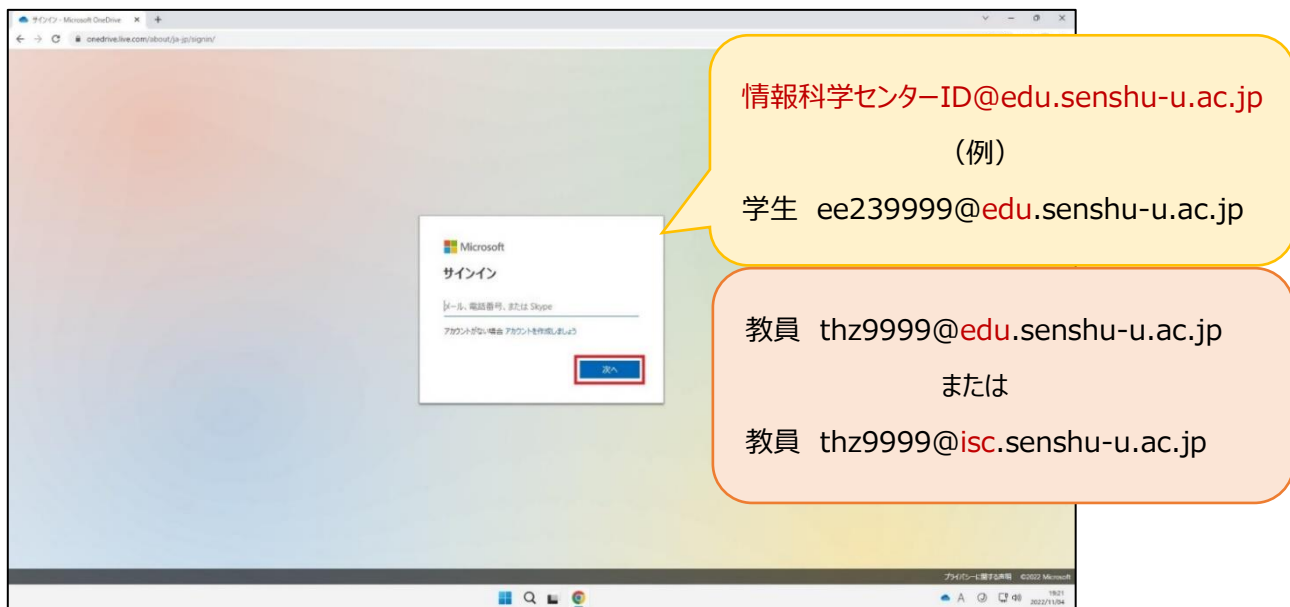 サインイン - Microsoft OneDrive
onedrive.live.com/about/ja-jp/signin/
情報科学センターID@edu.senshu-u.ac.jp
(例)
学生 ee239999@edu.senshu-u.ac.jp
Microsoft
サインイン
メール、電話番号、または Skype
アカウントがない場合 アカウントを作成しましょう
次へ
教員 thz9999@edu.senshu-u.ac.jp
または
教員 thz9999@isc.senshu-u.ac.jp
プライバシーに関する声明 ©2022 Microsoft
A
19:21
2022/11/04